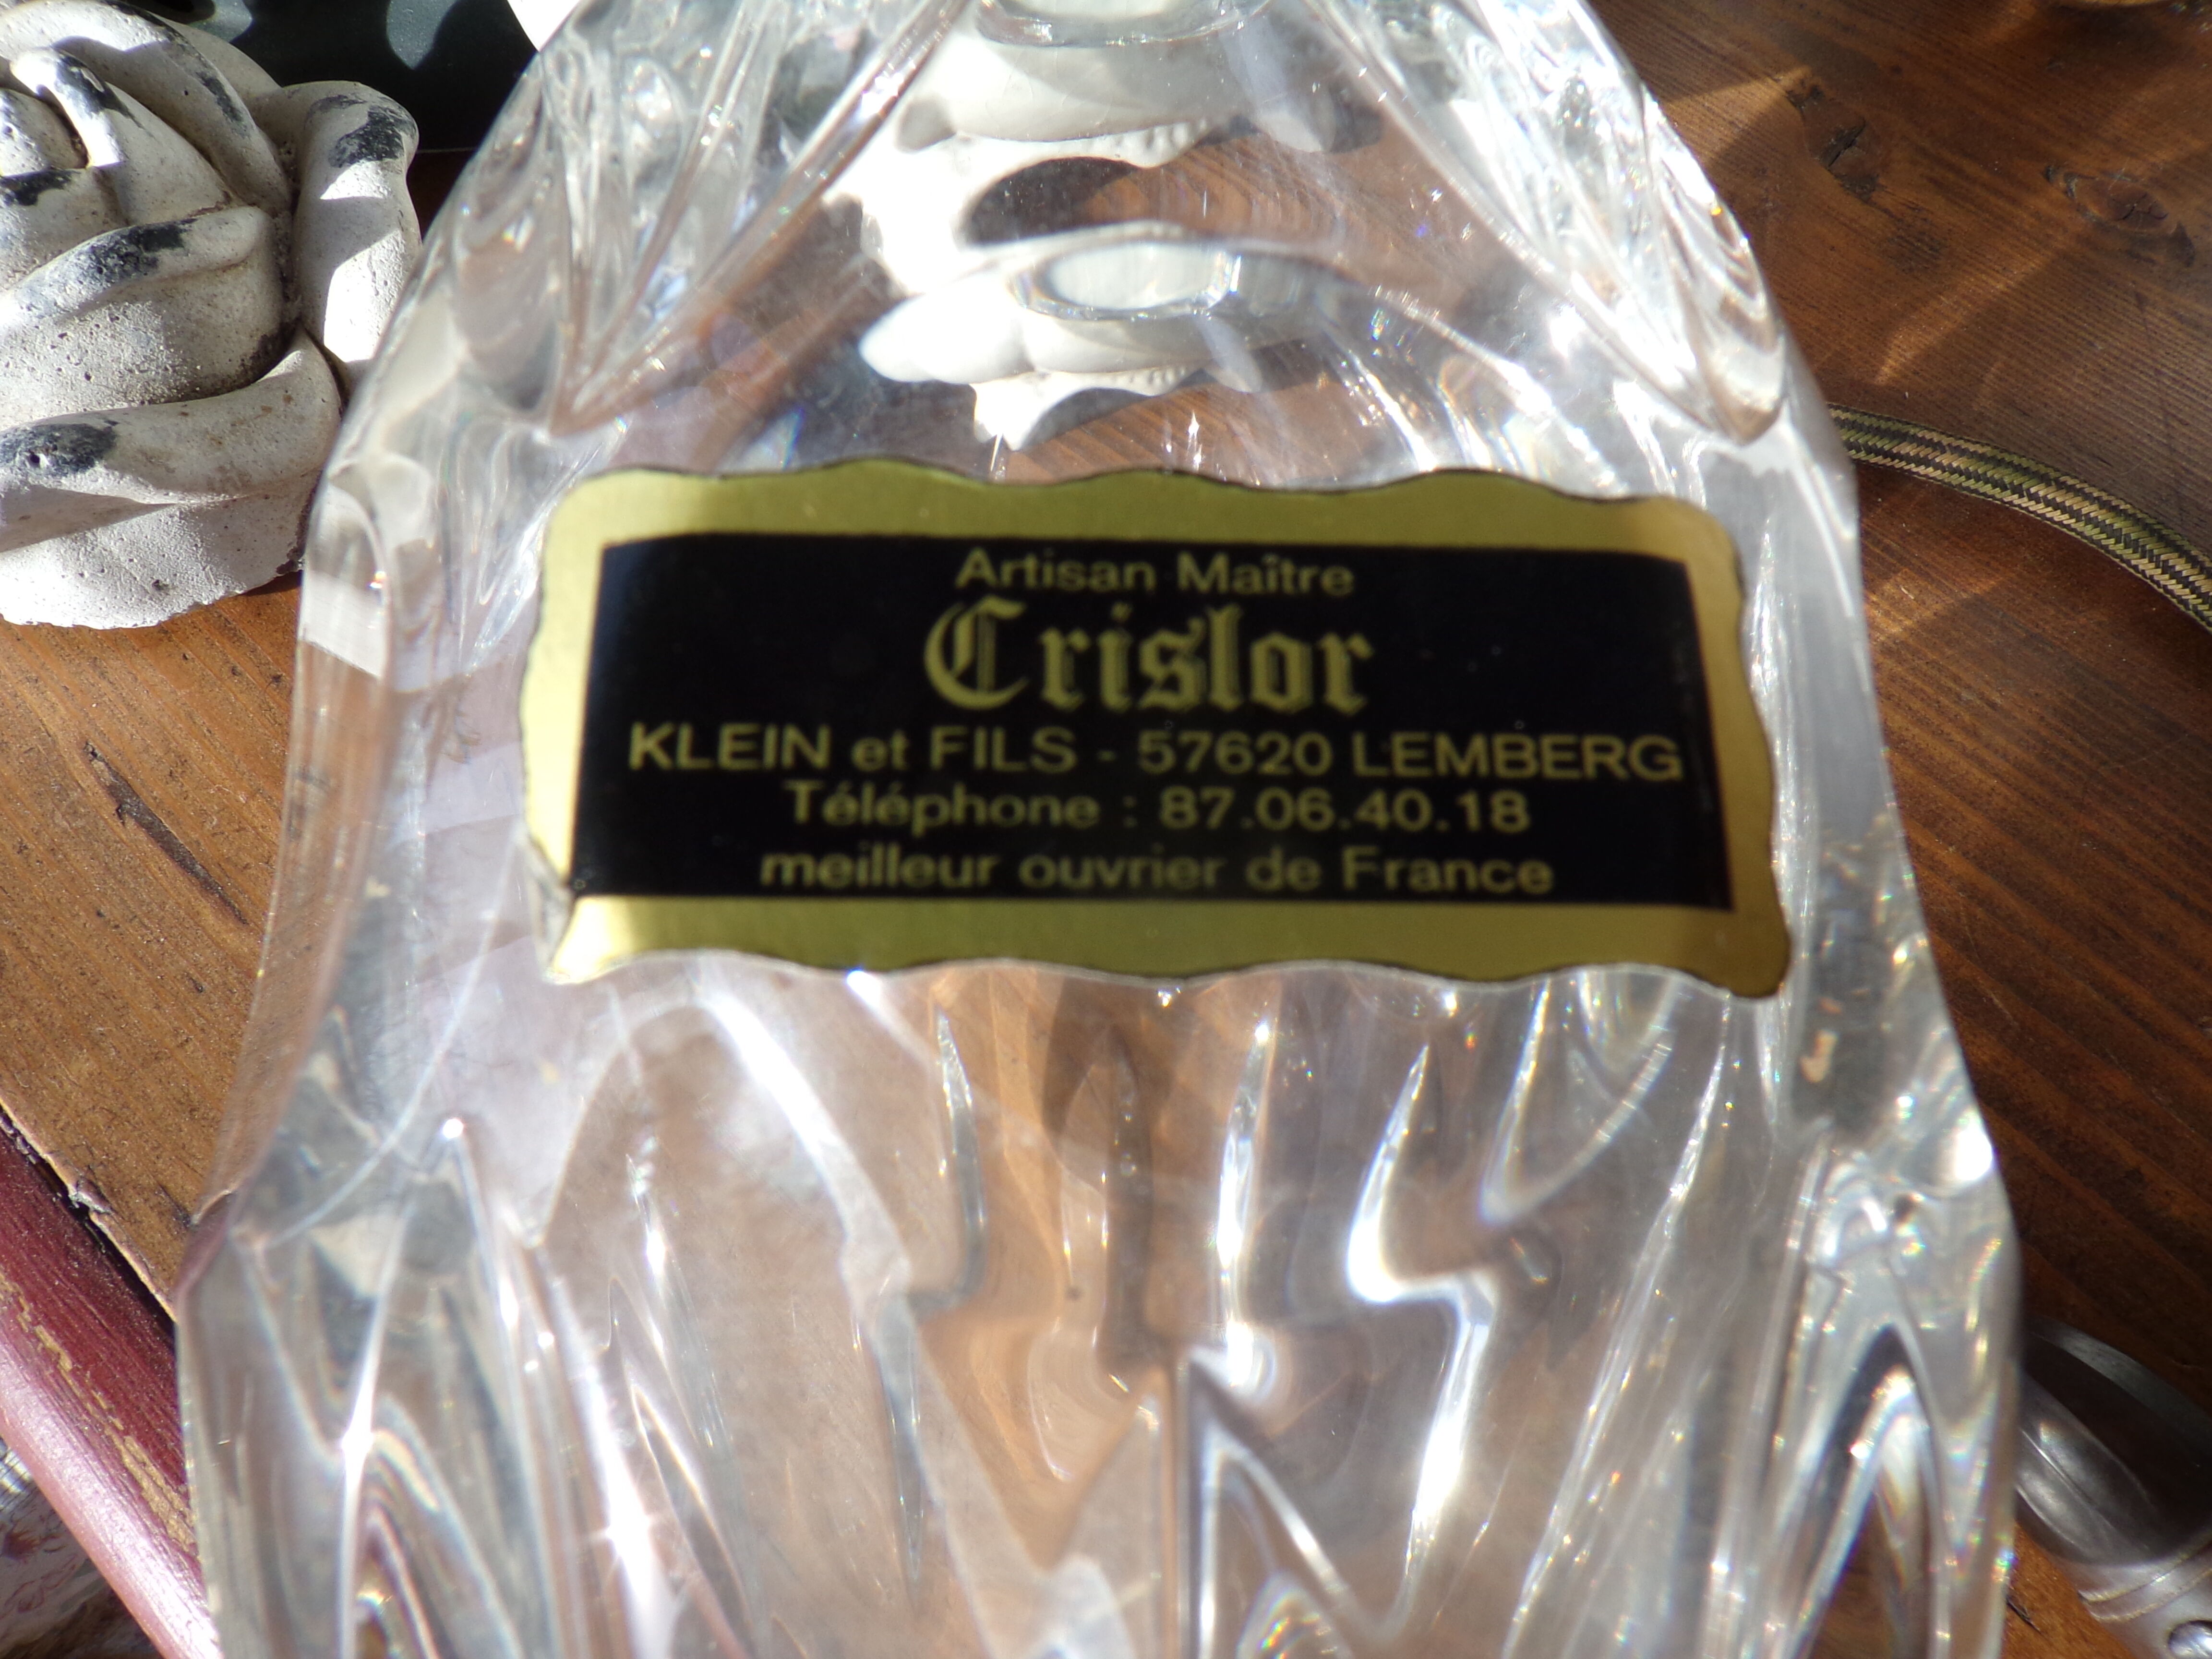 Artisan Maître
Crislor
KLEIN et FILS - 57620 LEMBERG
Téléphone : 87.06.40.18
meilleur ouvrier de France